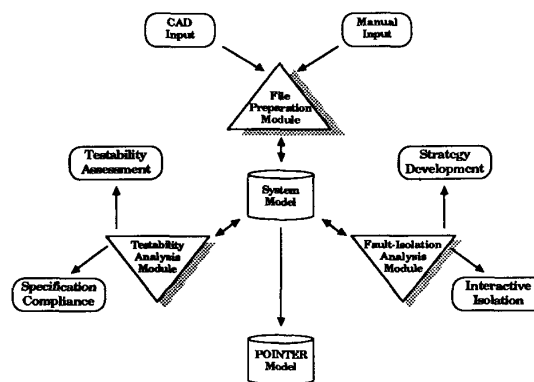 CAD
Input
Manual
Input
File
Preparation
Module
Testability
Assessment
Strategy
Development
System
Model
Testability
Analysis
Module
Fault-Isolation
Analysis
Module
Specification
Compliance
Interactive
Isolation
POINTER
Model